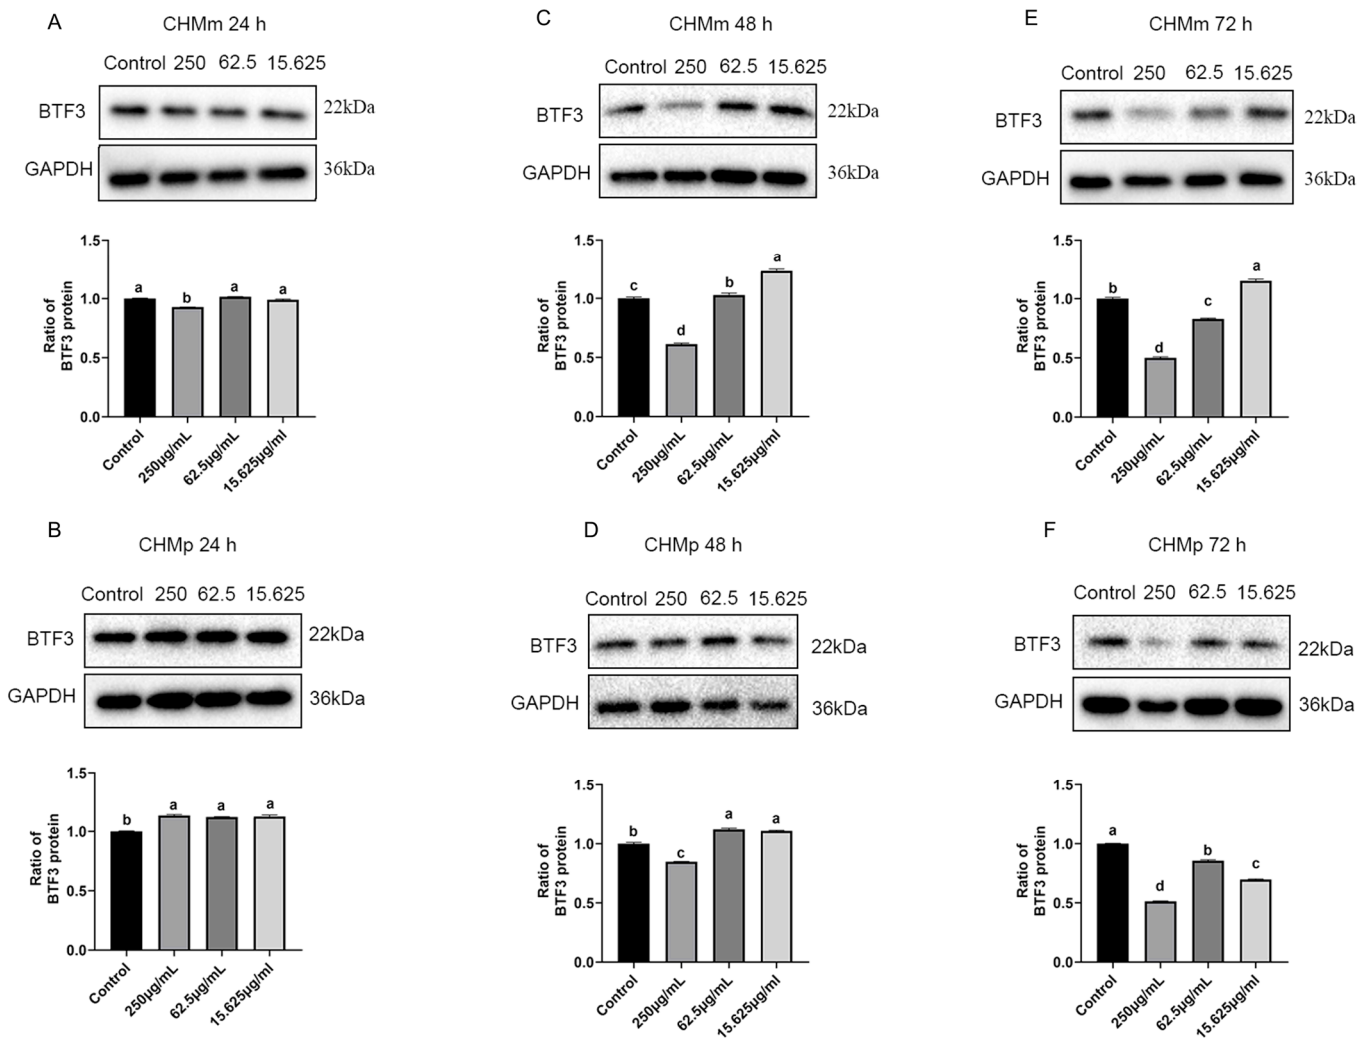 A
CHMm 24 h
Control 250 62.5 15.625
BTF3
22kDa
GAPDH
36kDa
Ratio of
BTF3 protein
1.5
1.0
0.5
0.0
a
b
a
a
Control
250µg/mL
62.5µg/mL
15.625µg/ml
C
CHMm 48 h
Control 250 62.5 15.625
BTF3
22kDa
GAPDH
36kDa
Ratio of
BTF3 protein
1.5
1.0
0.5
0.0
c
d
b
a
Control
250µg/mL
62.5µg/mL
15.625µg/ml
E
CHMm 72 h
Control 250 62.5 15.625
BTF3
22kDa
GAPDH
36kDa
Ratio of
BTF3 protein
1.5
1.0
0.5
0.0
b
d
c
a
Control
250µg/mL
62.5µg/mL
15.625µg/ml
B
CHMp 24 h
Control 250 62.5 15.625
BTF3
22kDa
GAPDH
36kDa
Ratio of
BTF3 protein
1.5
1.0
0.5
0.0
b
a
a
a
Control
250µg/mL
62.5µg/mL
15.625µg/ml
D
CHMp 48 h
Control 250 62.5 15.625
BTF3
22kDa
GAPDH
36kDa
Ratio of
BTF3 protein
1.5
1.0
0.5
0.0
b
c
a
a
Control
250µg/mL
62.5µg/mL
15.625µg/ml
F
CHMp 72 h
Control 250 62.5 15.625
BTF3
22kDa
GAPDH
36kDa
Ratio of
BTF3 protein
1.5
1.0
0.5
0.0
a
d
b
c
Control
250µg/mL
62.5µg/mL
15.625µg/ml